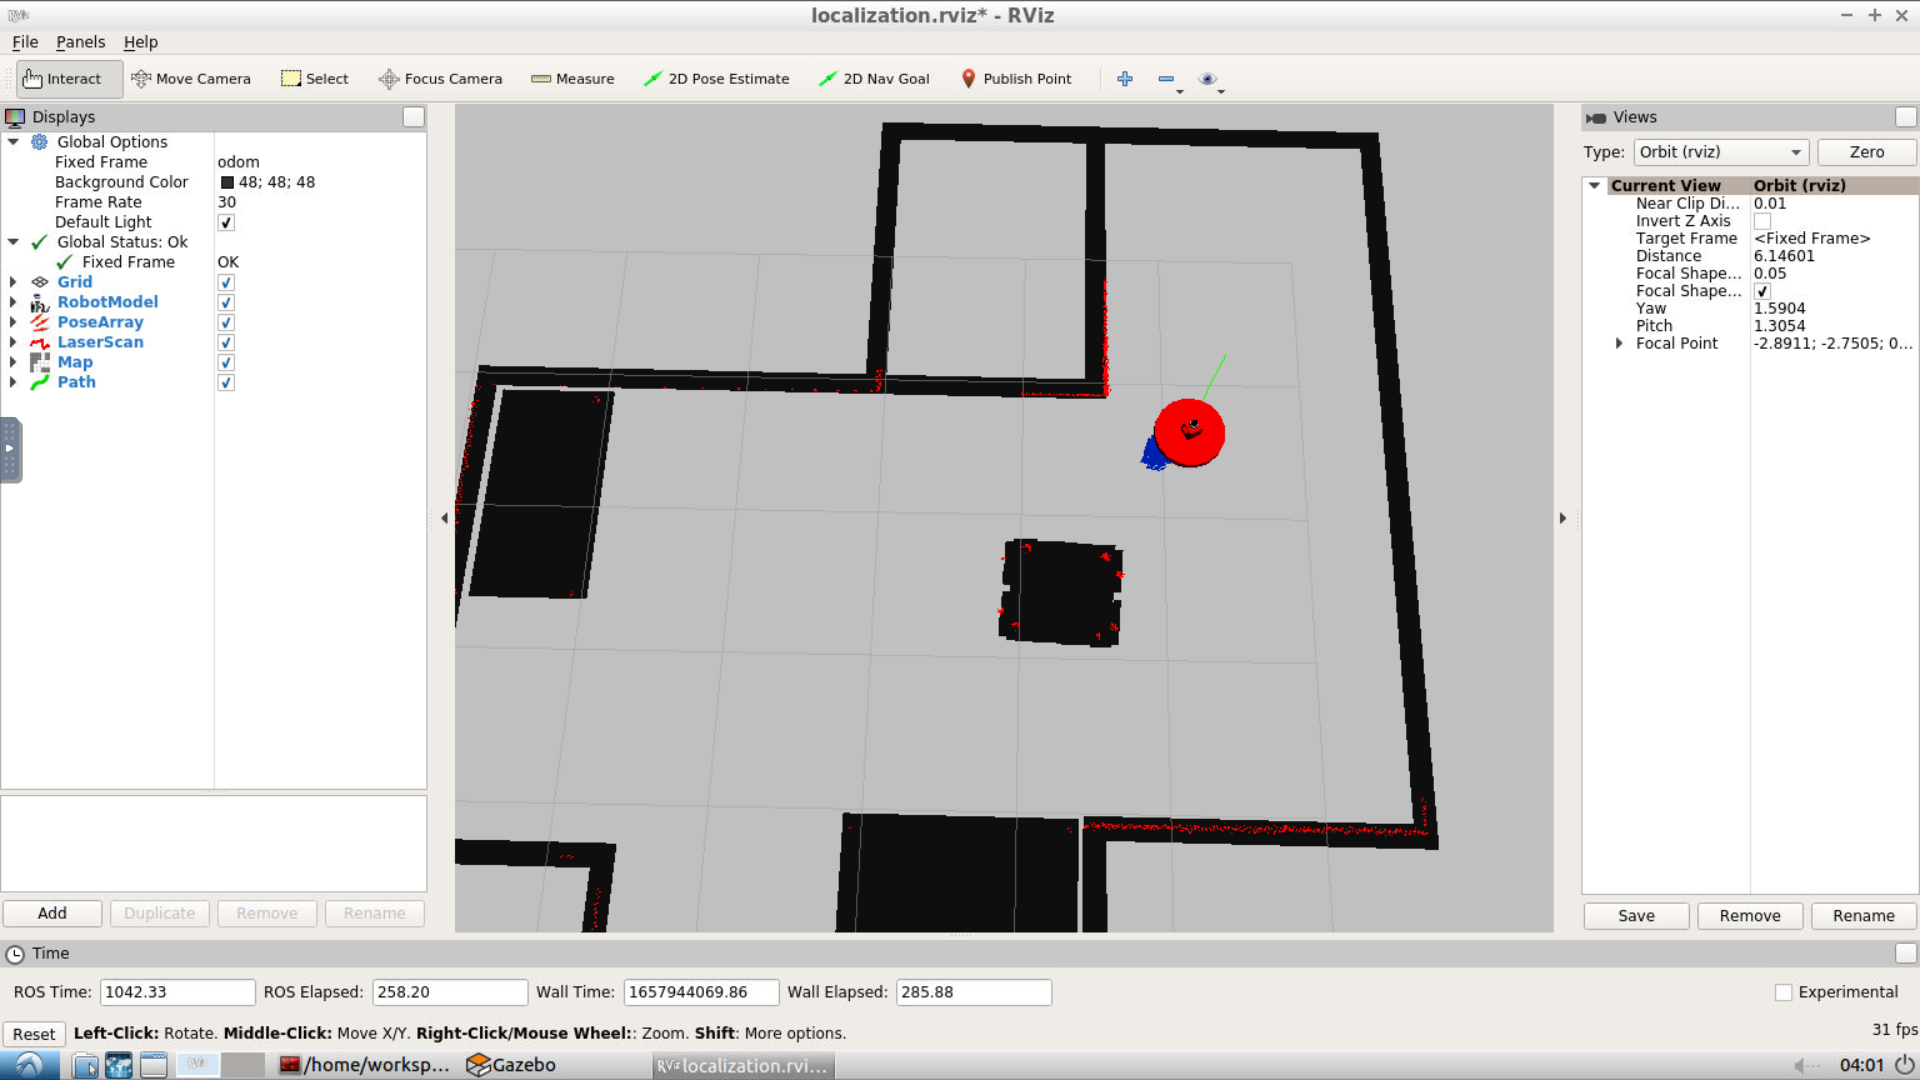 localization.rviz* - RViz
File Panels Help
Interact Move Camera Select Focus Camera Measure 2D Pose Estimate 2D Nav Goal Publish Point
Displays
Global Options
Fixed Frame odom
Background Color 48; 48; 48
Frame Rate 30
Default Light
Global Status: Ok
Fixed Frame OK
Grid
RobotModel
PoseArray
LaserScan
Map
Path
Add Duplicate Remove Rename
Views
Type: Orbit (rviz) Zero
Current View Orbit (rviz)
Near Clip Di... 0.01
Invert Z Axis
Target Frame <Fixed Frame>
Distance 6.14601
Focal Shape... 0.05
Focal Shape...
Yaw 1.5904
Pitch 1.3054
Focal Point -2.8911; -2.7505; 0...
Save Remove Rename
Time
ROS Time: 1042.33 ROS Elapsed: 258.20 Wall Time: 1657944069.86 Wall Elapsed: 285.88 Experimental
Reset Left-Click: Rotate. Middle-Click: Move X/Y. Right-Click/Mouse Wheel:: Zoom. Shift: More options. 31 fps
/home/worksp... Gazebo RViz localization.rvi... 04:01